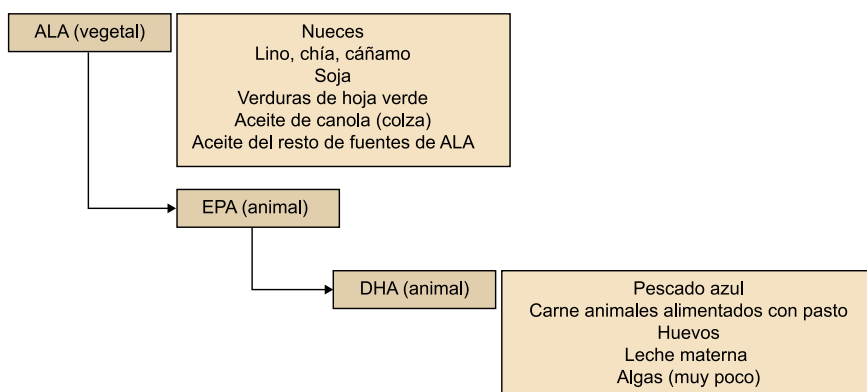 ALA (vegetal)
Nueces
Lino, chía, cáñamo
Soja
Verduras de hoja verde
Aceite de canola (colza)
Aceite del resto de fuentes de ALA
EPA (animal)
DHA (animal)
Pescado azul
Carne animales alimentados con pasto
Huevos
Leche materna
Algas (muy poco)